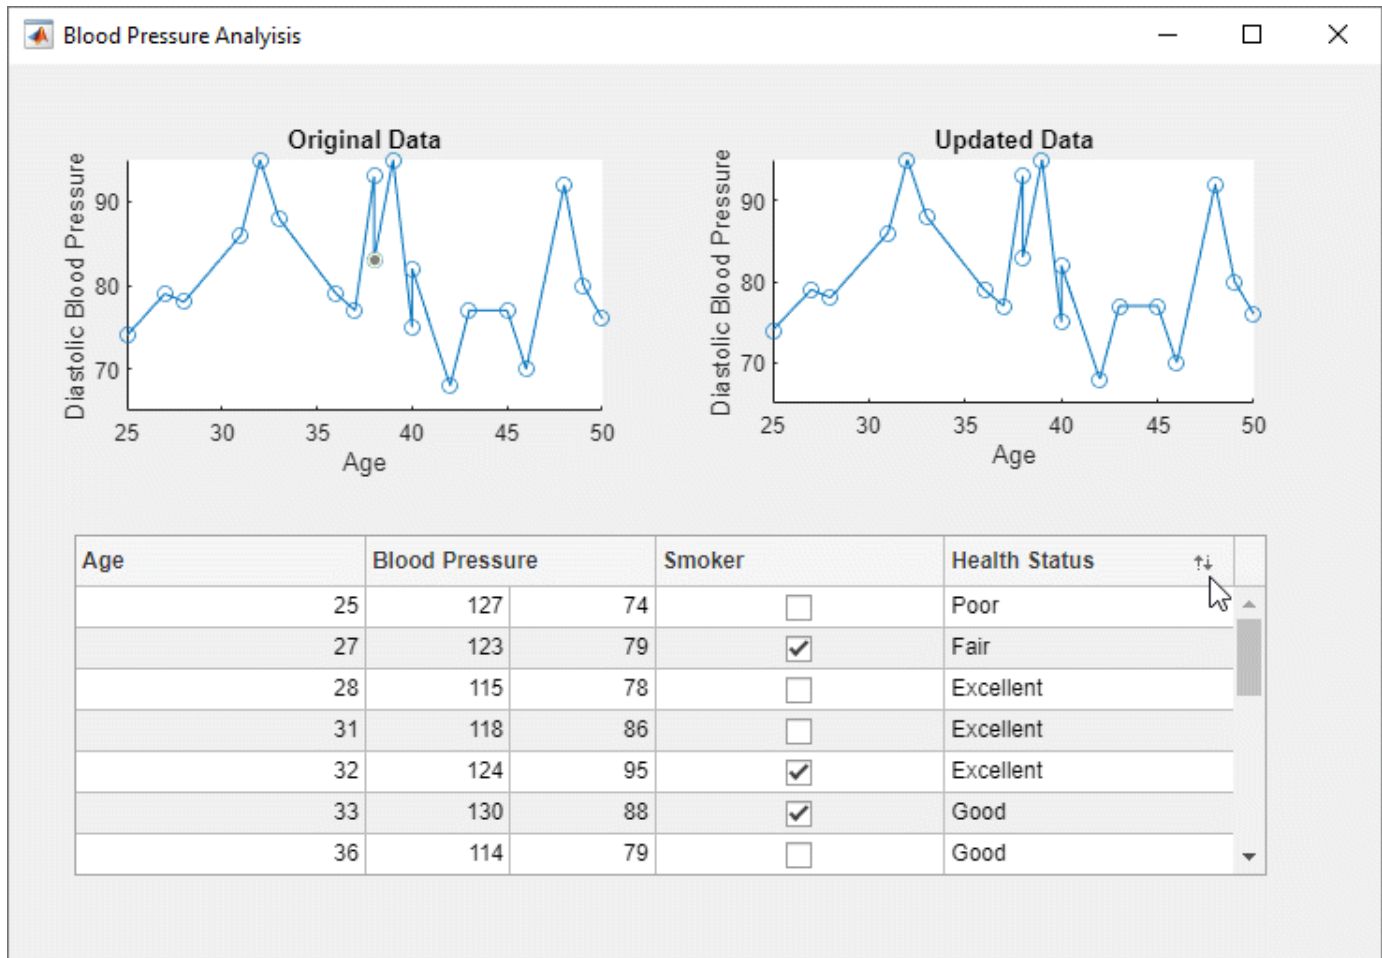 Blood Pressure Analyisis
Original Data
Diastolic Blood Pressure
90
80
70
25 30 35 40 45 50
Age
Updated Data
Diastolic Blood Pressure
90
80
70
25 30 35 40 45 50
Age
Age Blood Pressure Smoker Health Status
25 127 74 Poor
27 123 79 Fair
28 115 78 Excellent
31 118 86 Excellent
32 124 95 Excellent
33 130 88 Good
36 114 79 Good